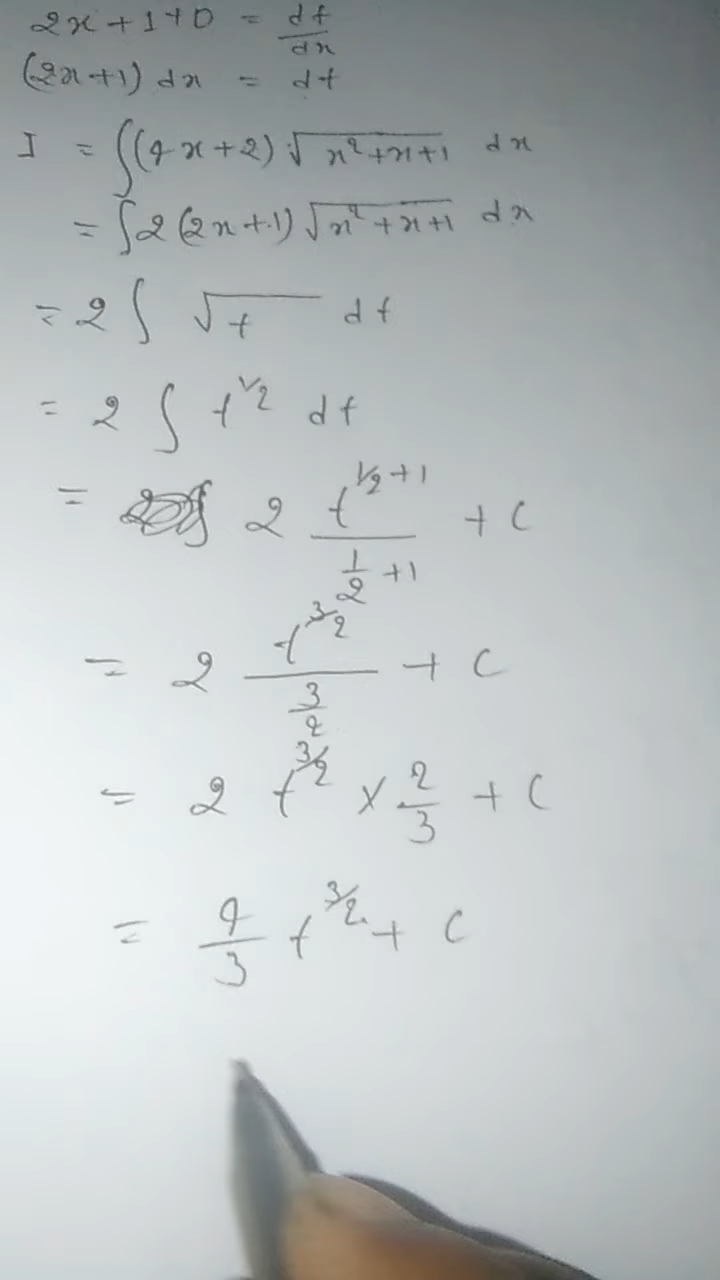 2x + 1 + 0 = dt/dx
(2x + 1) dx = dt
I = ∫(4x + 2) √(x² + x + 1) dx
= ∫2 (2x + 1) √(x² + x + 1) dx
= 2 ∫ √t dt
= 2 ∫ t^(1/2) dt
= 2 t^(1/2 + 1) / (1/2 + 1) + C
= 2 t^(3/2) / (3/2) + C
= 2 t^(3/2) × 2/3 + C
= 4/3 t^(3/2) + C